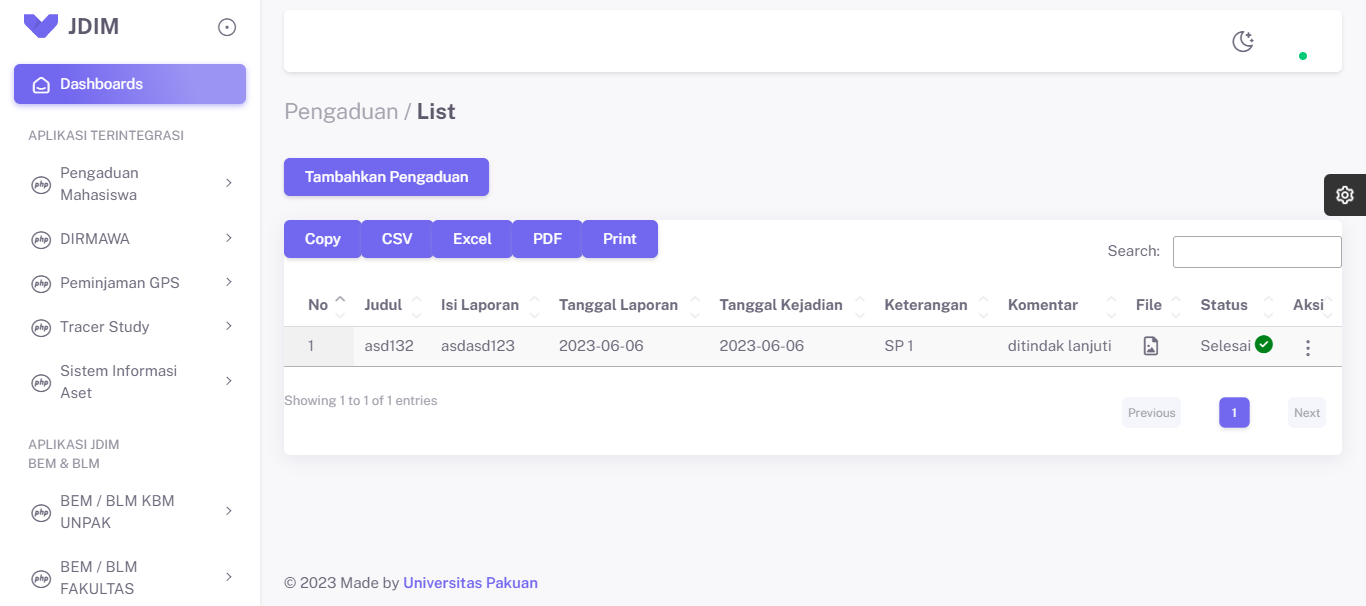 JDIM
Dashboards
APLIKASI TERINTEGRASI
php Pengaduan
Mahasiswa
php DIRMAWA
php Peminjaman GPS
php Tracer Study
php Sistem Informasi
Aset
APLIKASI JDIM
BEM & BLM
php BEM / BLM KBM
UNPAK
php BEM / BLM
FAKULTAS
Pengaduan / List
Tambahkan Pengaduan
Copy CSV Excel PDF Print
Search:
No Judul Isi Laporan Tanggal Laporan Tanggal Kejadian Keterangan Komentar File Status Aksi
1 asd132 asdasd123 2023-06-06 2023-06-06 SP 1 ditindak lanjuti Selesai
Showing 1 to 1 of 1 entries
Previous 1 Next
© 2023 Made by Universitas Pakuan